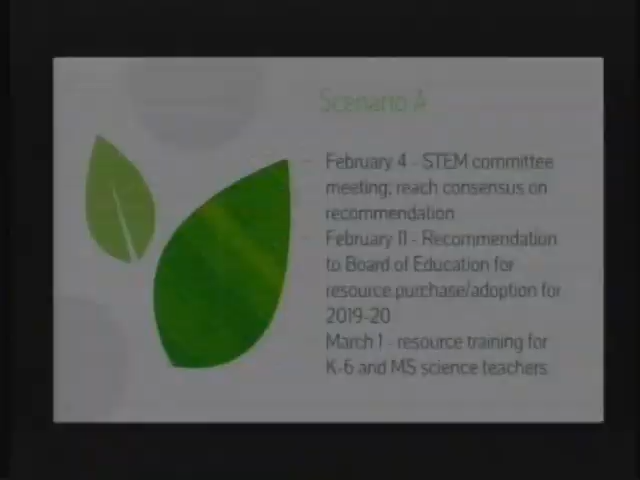 Scenario A
February 4 - STEM committee
meeting; reach consensus on
recommendation
February 11 - Recommendation
to Board of Education for
resource purchase/adoption for
2019-20
March 1 - resource training for
K-6 and MS science teachers